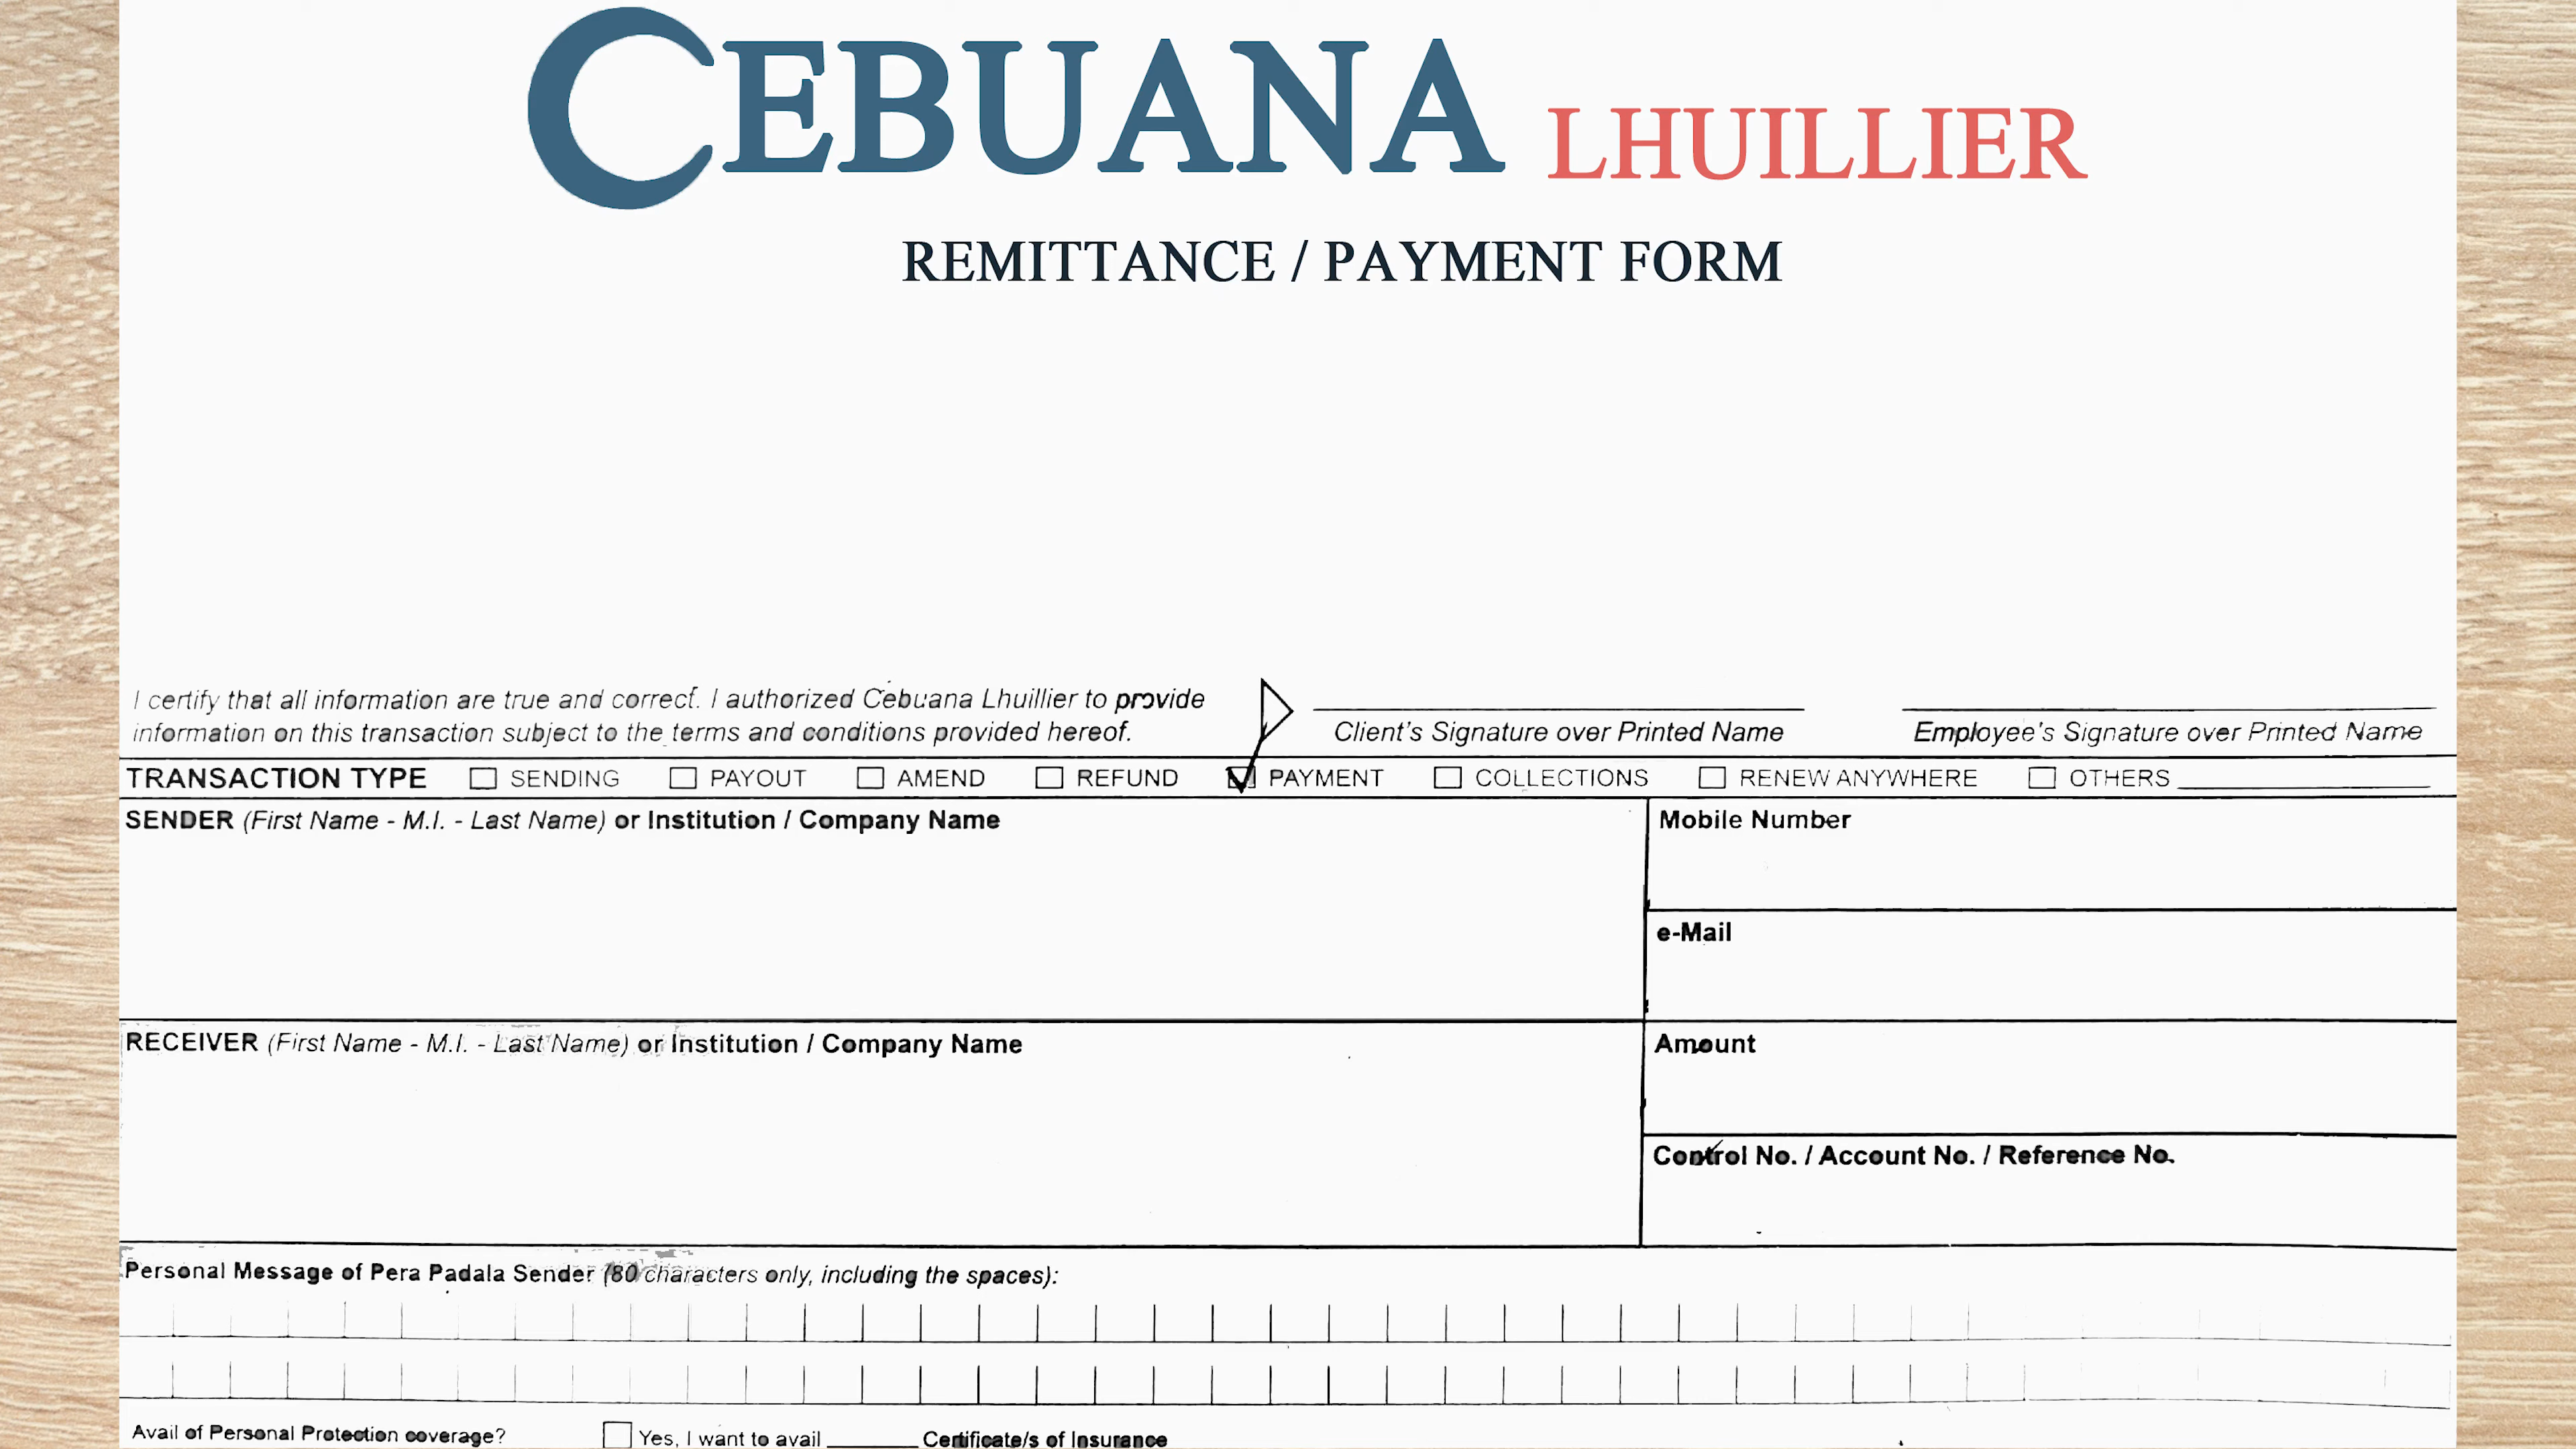 CEBUANA LHUILLIER
REMITTANCE / PAYMENT FORM
I certify that all information are true and correct. I authorized Cebuana Lhuillier to provide
information on this transaction subject to the terms and conditions provided hereof.
Client's Signature over Printed Name
Employee's Signature over Printed Name
TRANSACTION TYPE SENDING PAYOUT AMEND REFUND PAYMENT COLLECTIONS RENEW ANYWHERE OTHERS
SENDER (First Name - M.I. - Last Name) or Institution / Company Name
Mobile Number
e-Mail
RECEIVER (First Name - M.I. - Last Name) or Institution / Company Name
Amount
Control No. / Account No. / Reference No.
Personal Message of Pera Padala Sender (80 characters only, including the spaces):
Avail of Personal Protection coverage? Yes, I want to avail Certificate/s of Insurance